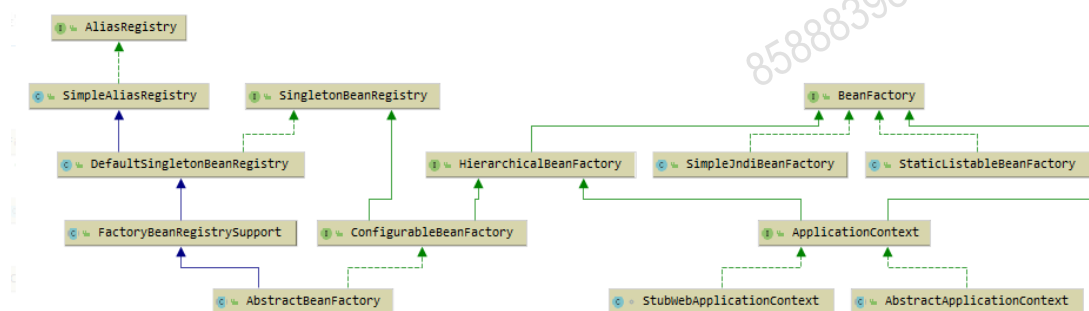 AliasRegistry
SimpleAliasRegistry
SingletonBeanRegistry
BeanFactory
DefaultSingletonBeanRegistry
HierarchicalBeanFactory
SimpleJndiBeanFactory
StaticListableBeanFactory
FactoryBeanRegistrySupport
ConfigurableBeanFactory
ApplicationContext
AbstractBeanFactory
StubWebApplicationContext
AbstractApplicationContext